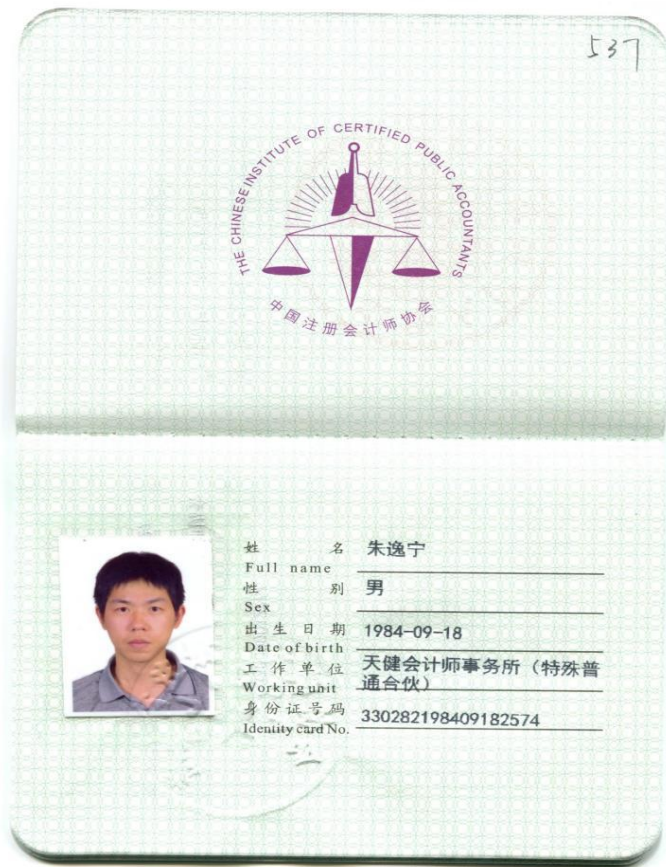 537
THE CHINESE INSTITUTE OF CERTIFIED PUBLIC ACCOUNTANTS
中国注册会计师协会
姓 名 朱逸宁
Full name
性 别 男
Sex
出生日期 1984-09-18
Date of birth
工作单位 天健会计师事务所（特殊普
通合伙）
Working unit
身份证号码 330282198409182574
Identity card No.